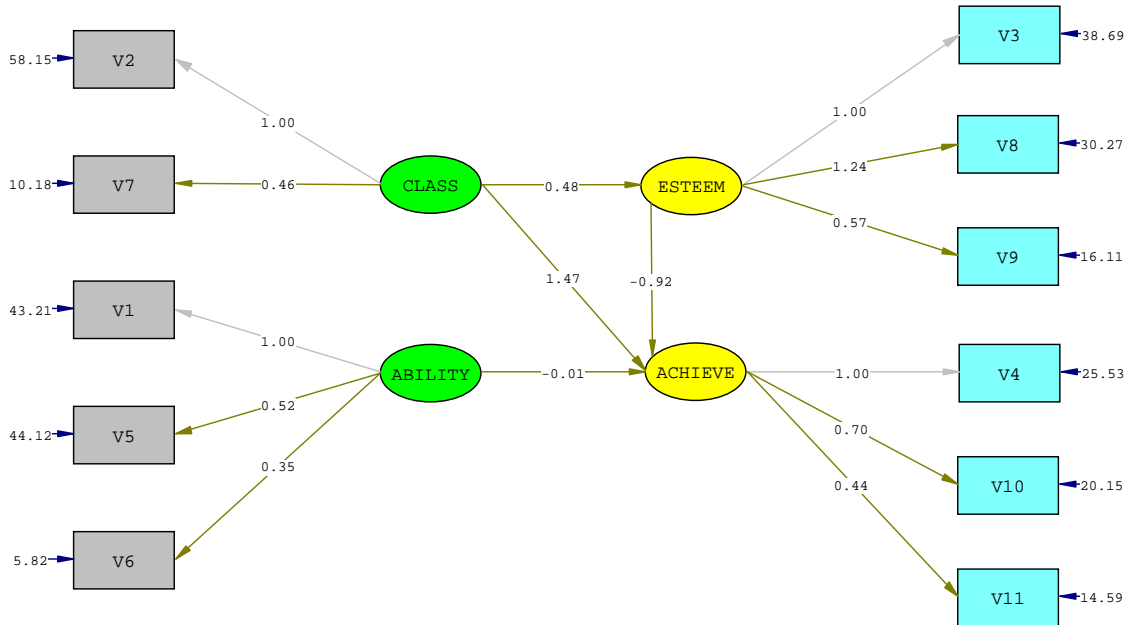 V3
38.69
58.15
V2
1.00
1.00
V8
30.27
1.24
10.18
V7
0.46
CLASS
0.48
ESTEEM
0.57
V9
16.11
1.47
-0.92
43.21
V1
1.00
ABILITY
-0.01
ACHIEVE
1.00
V4
25.53
0.52
0.70
44.12
V5
0.35
0.44
V10
20.15
5.82
V6
V11
14.59